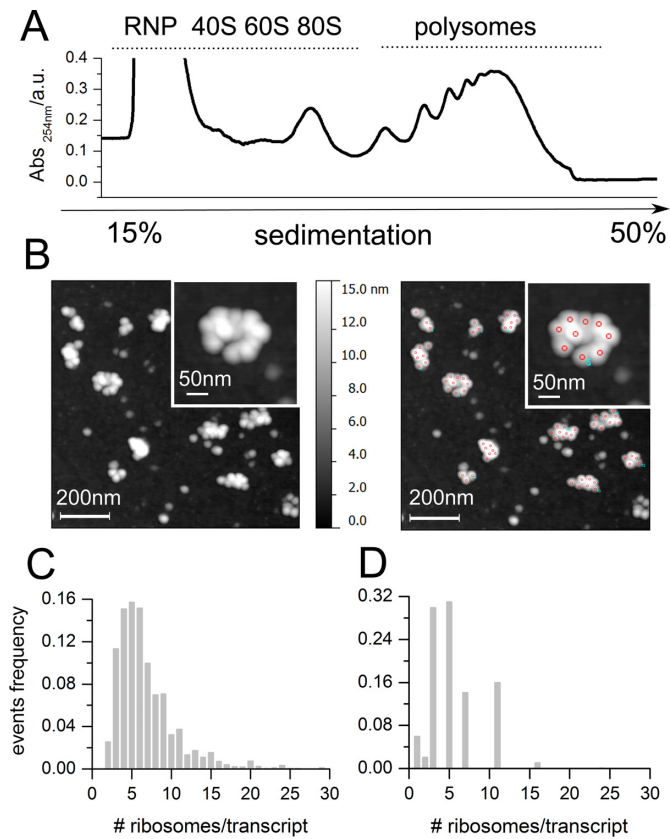 A
RNP 40S 60S 80S polysomes
Abs 254nm/a.u.
0.4
0.3
0.2
0.1
0.0
15% sedimentation 50%
B
50nm
200nm
15.0 nm
12.0
10.0
8.0
6.0
4.0
2.0
0.0
50nm
200nm
C
events frequency
0.16
0.12
0.08
0.04
0.00
0 5 10 15 20 25 30
# ribosomes/transcript
D
0.32
0.24
0.16
0.08
0.00
0 5 10 15 20 25 30
# ribosomes/transcript